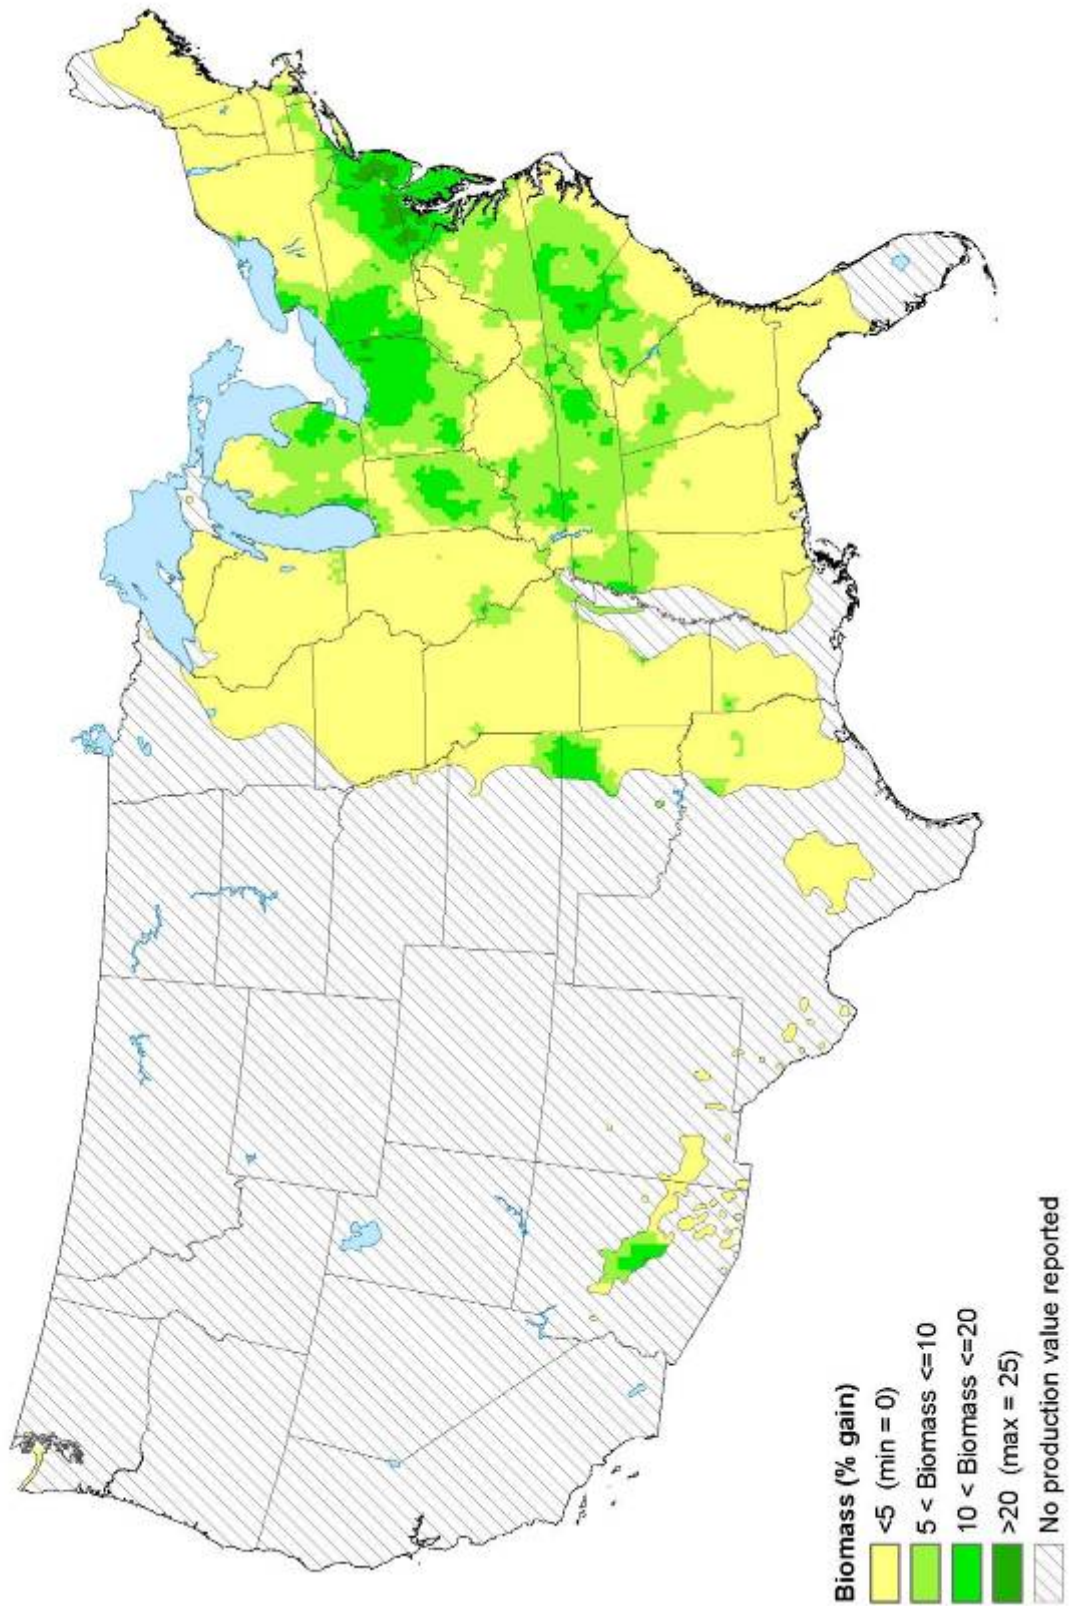 Biomass (% gain)
<5 (min = 0)
5 < Biomass <=10
10 < Biomass <=20
>20 (max = 25)
No production value reported